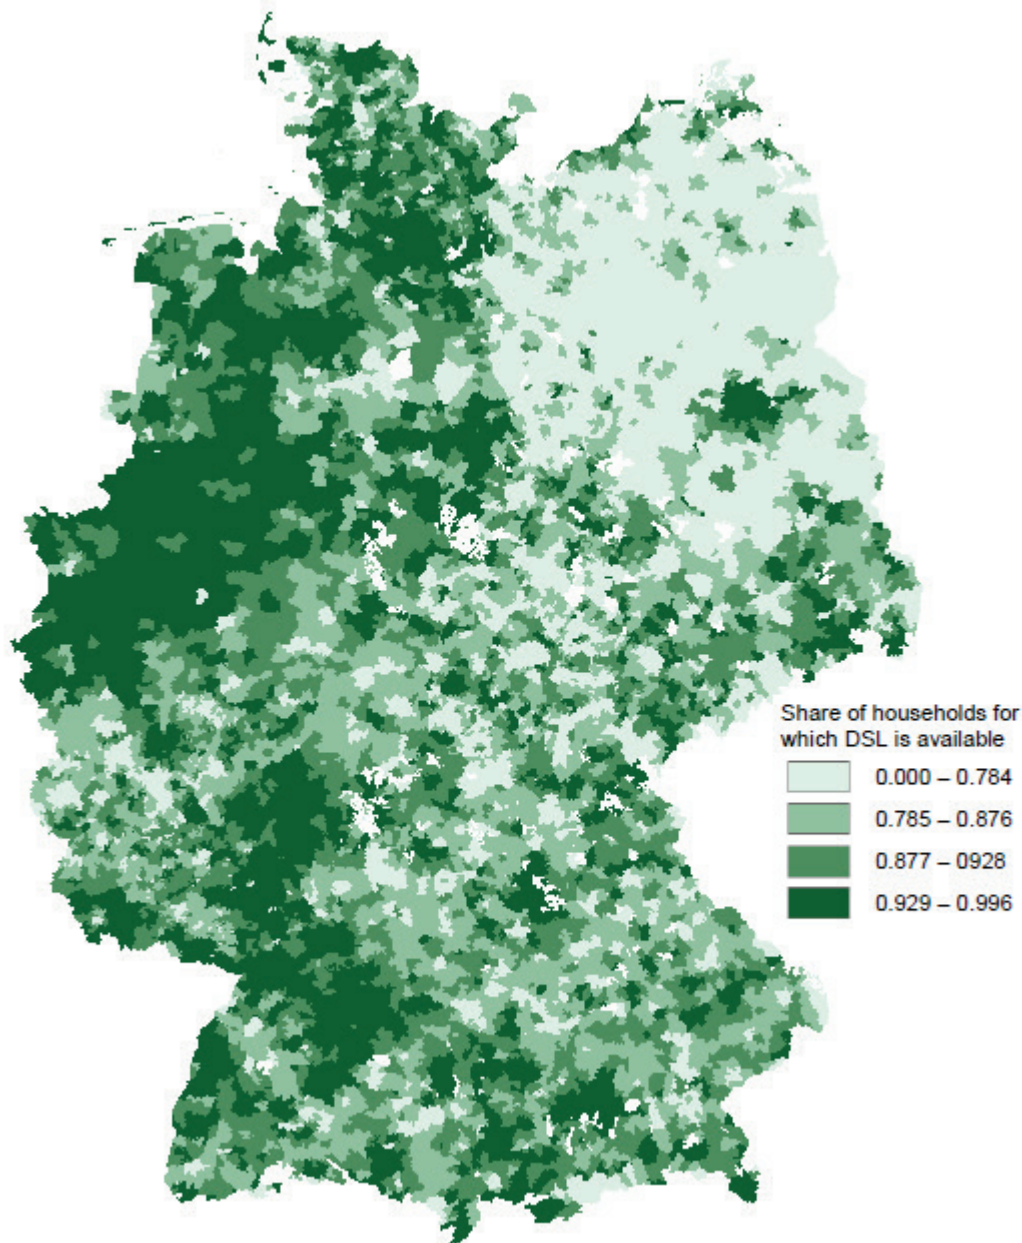 Share of households for
which DSL is available
0.000 – 0.784
0.785 – 0.876
0.877 – 0928
0.929 – 0.996